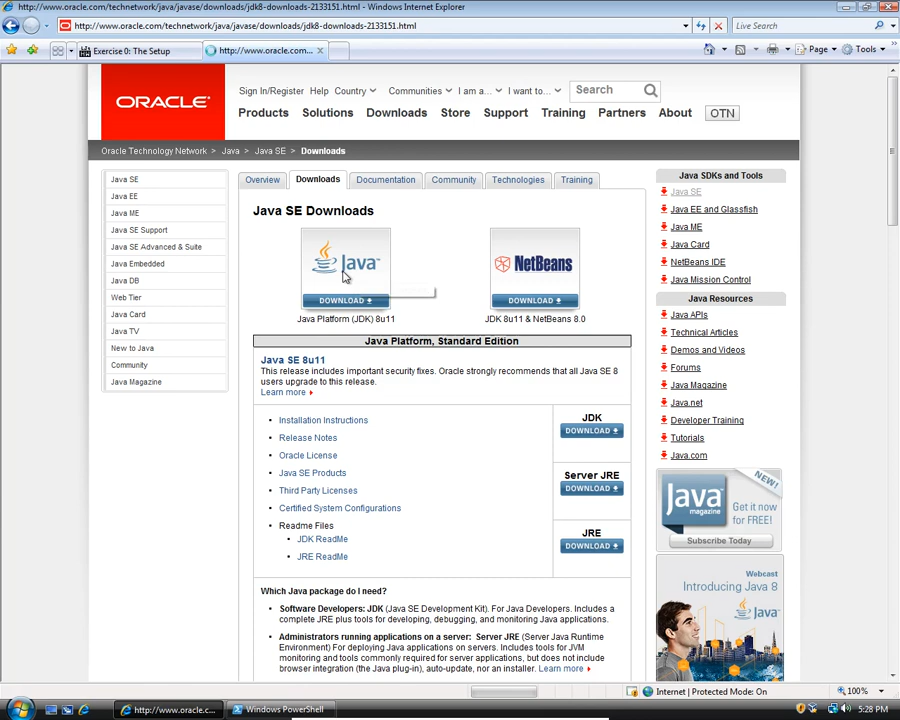 http://www.oracle.com/technetwork/java/javase/downloads/jdk8-downloads-2133151.html - Windows Internet Explorer
http://www.oracle.com/technetwork/java/javase/downloads/jdk8-downloads-2133151.html
Live Search
Exercise 0: The Setup
http://www.oracle.com...
Page
Tools
ORACLE
Sign In/Register Help Country Communities I am a... I want to... Search
Products Solutions Downloads Store Support Training Partners About OTN
Oracle Technology Network > Java > Java SE > Downloads
Java SE
Java EE
Java ME
Java SE Support
Java SE Advanced & Suite
Java Embedded
Java DB
Web Tier
Java Card
Java TV
New to Java
Community
Java Magazine
Overview Downloads Documentation Community Technologies Training
Java SE Downloads
Java
DOWNLOAD
Java Platform (JDK) 8u11
NetBeans
DOWNLOAD
JDK 8u11 & NetBeans 8.0
Java Platform, Standard Edition
Java SE 8u11
This release includes important security fixes. Oracle strongly recommends that all Java SE 8
users upgrade to this release.
Learn more
Installation Instructions
Release Notes
Oracle License
Java SE Products
Third Party Licenses
Certified System Configurations
Readme Files
JDK ReadMe
JRE ReadMe
JDK
DOWNLOAD
Server JRE
DOWNLOAD
JRE
DOWNLOAD
Which Java package do I need?
Software Developers: JDK (Java SE Development Kit). For Java Developers. Includes a
complete JRE plus tools for developing, debugging, and monitoring Java applications.
Administrators running applications on a server: Server JRE (Server Java Runtime
Environment) For deploying Java applications on servers. Includes tools for JVM
monitoring and tools commonly required for server applications, but does not include
browser integration (the Java plug-in), auto-update, nor an installer. Learn more
Java SDKs and Tools
Java SE
Java EE and Glassfish
Java ME
Java Card
NetBeans IDE
Java Mission Control
Java Resources
Java APIs
Technical Articles
Demos and Videos
Forums
Java Magazine
Java.net
Developer Training
Tutorials
Java.com
NEW!
Java magazine
Get it now
for FREE!
Subscribe Today
Webcast
Introducing Java 8
Java
Internet | Protected Mode: On
100%
http://www.oracle.c...
Windows PowerShell
5:28 PM